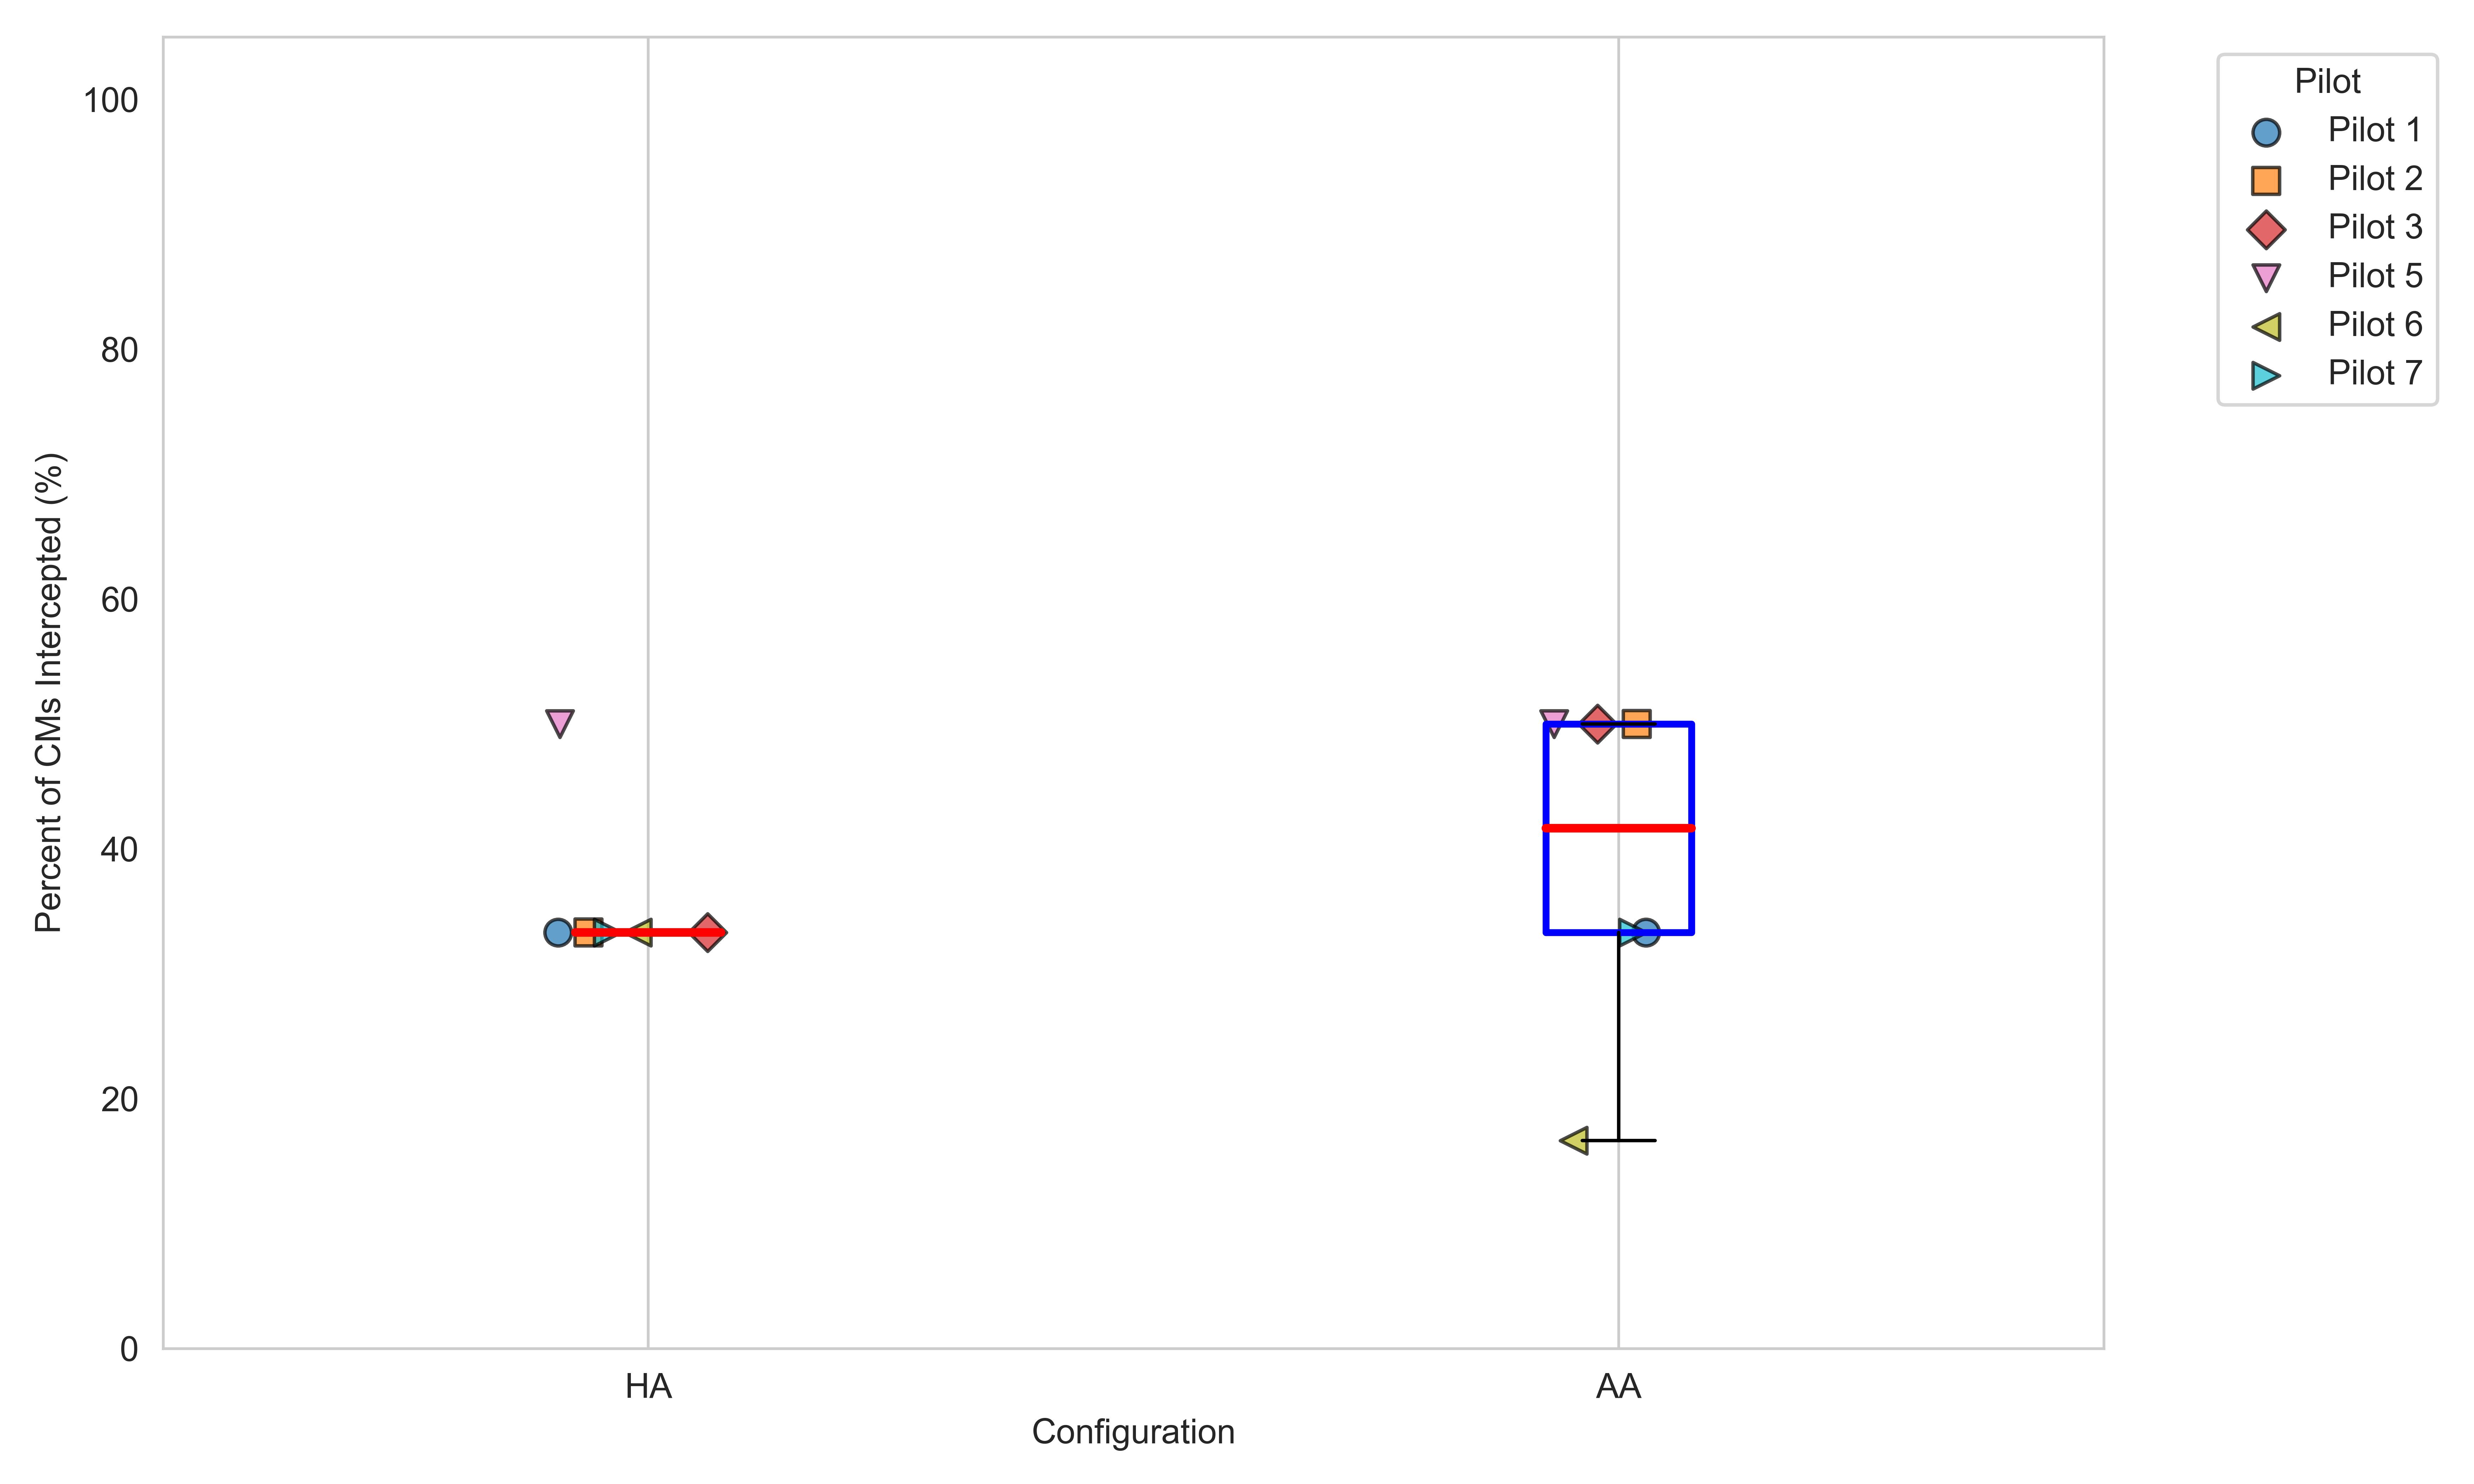 100
80
60
40
20
0
Percent of CMs Intercepted (%)
HA
AA
Configuration
Pilot
Pilot 1
Pilot 2
Pilot 3
Pilot 5
Pilot 6
Pilot 7